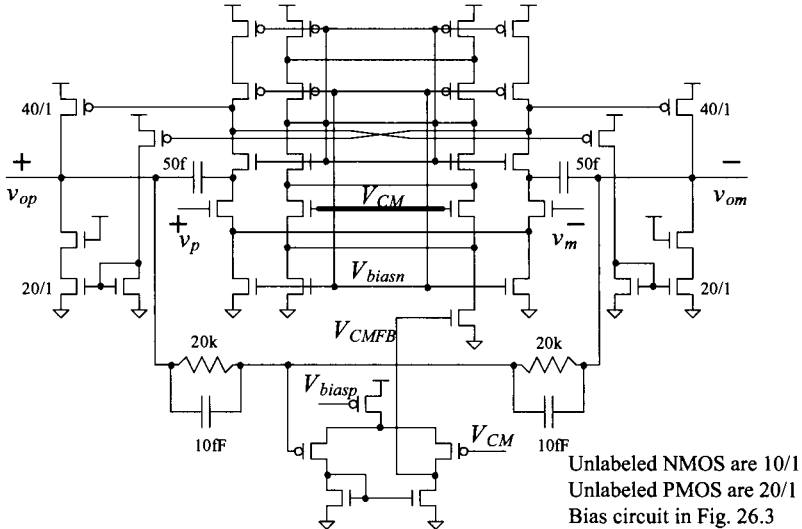 40/1
40/1
+
50f
50f
−
v_op
V_CM
v_om
+
v_p
−
v_m
20/1
V_biasn
20/1
V_CMFB
20k
20k
V_biasp
10fF
V_CM
10fF
Unlabeled NMOS are 10/1
Unlabeled PMOS are 20/1
Bias circuit in Fig. 26.3